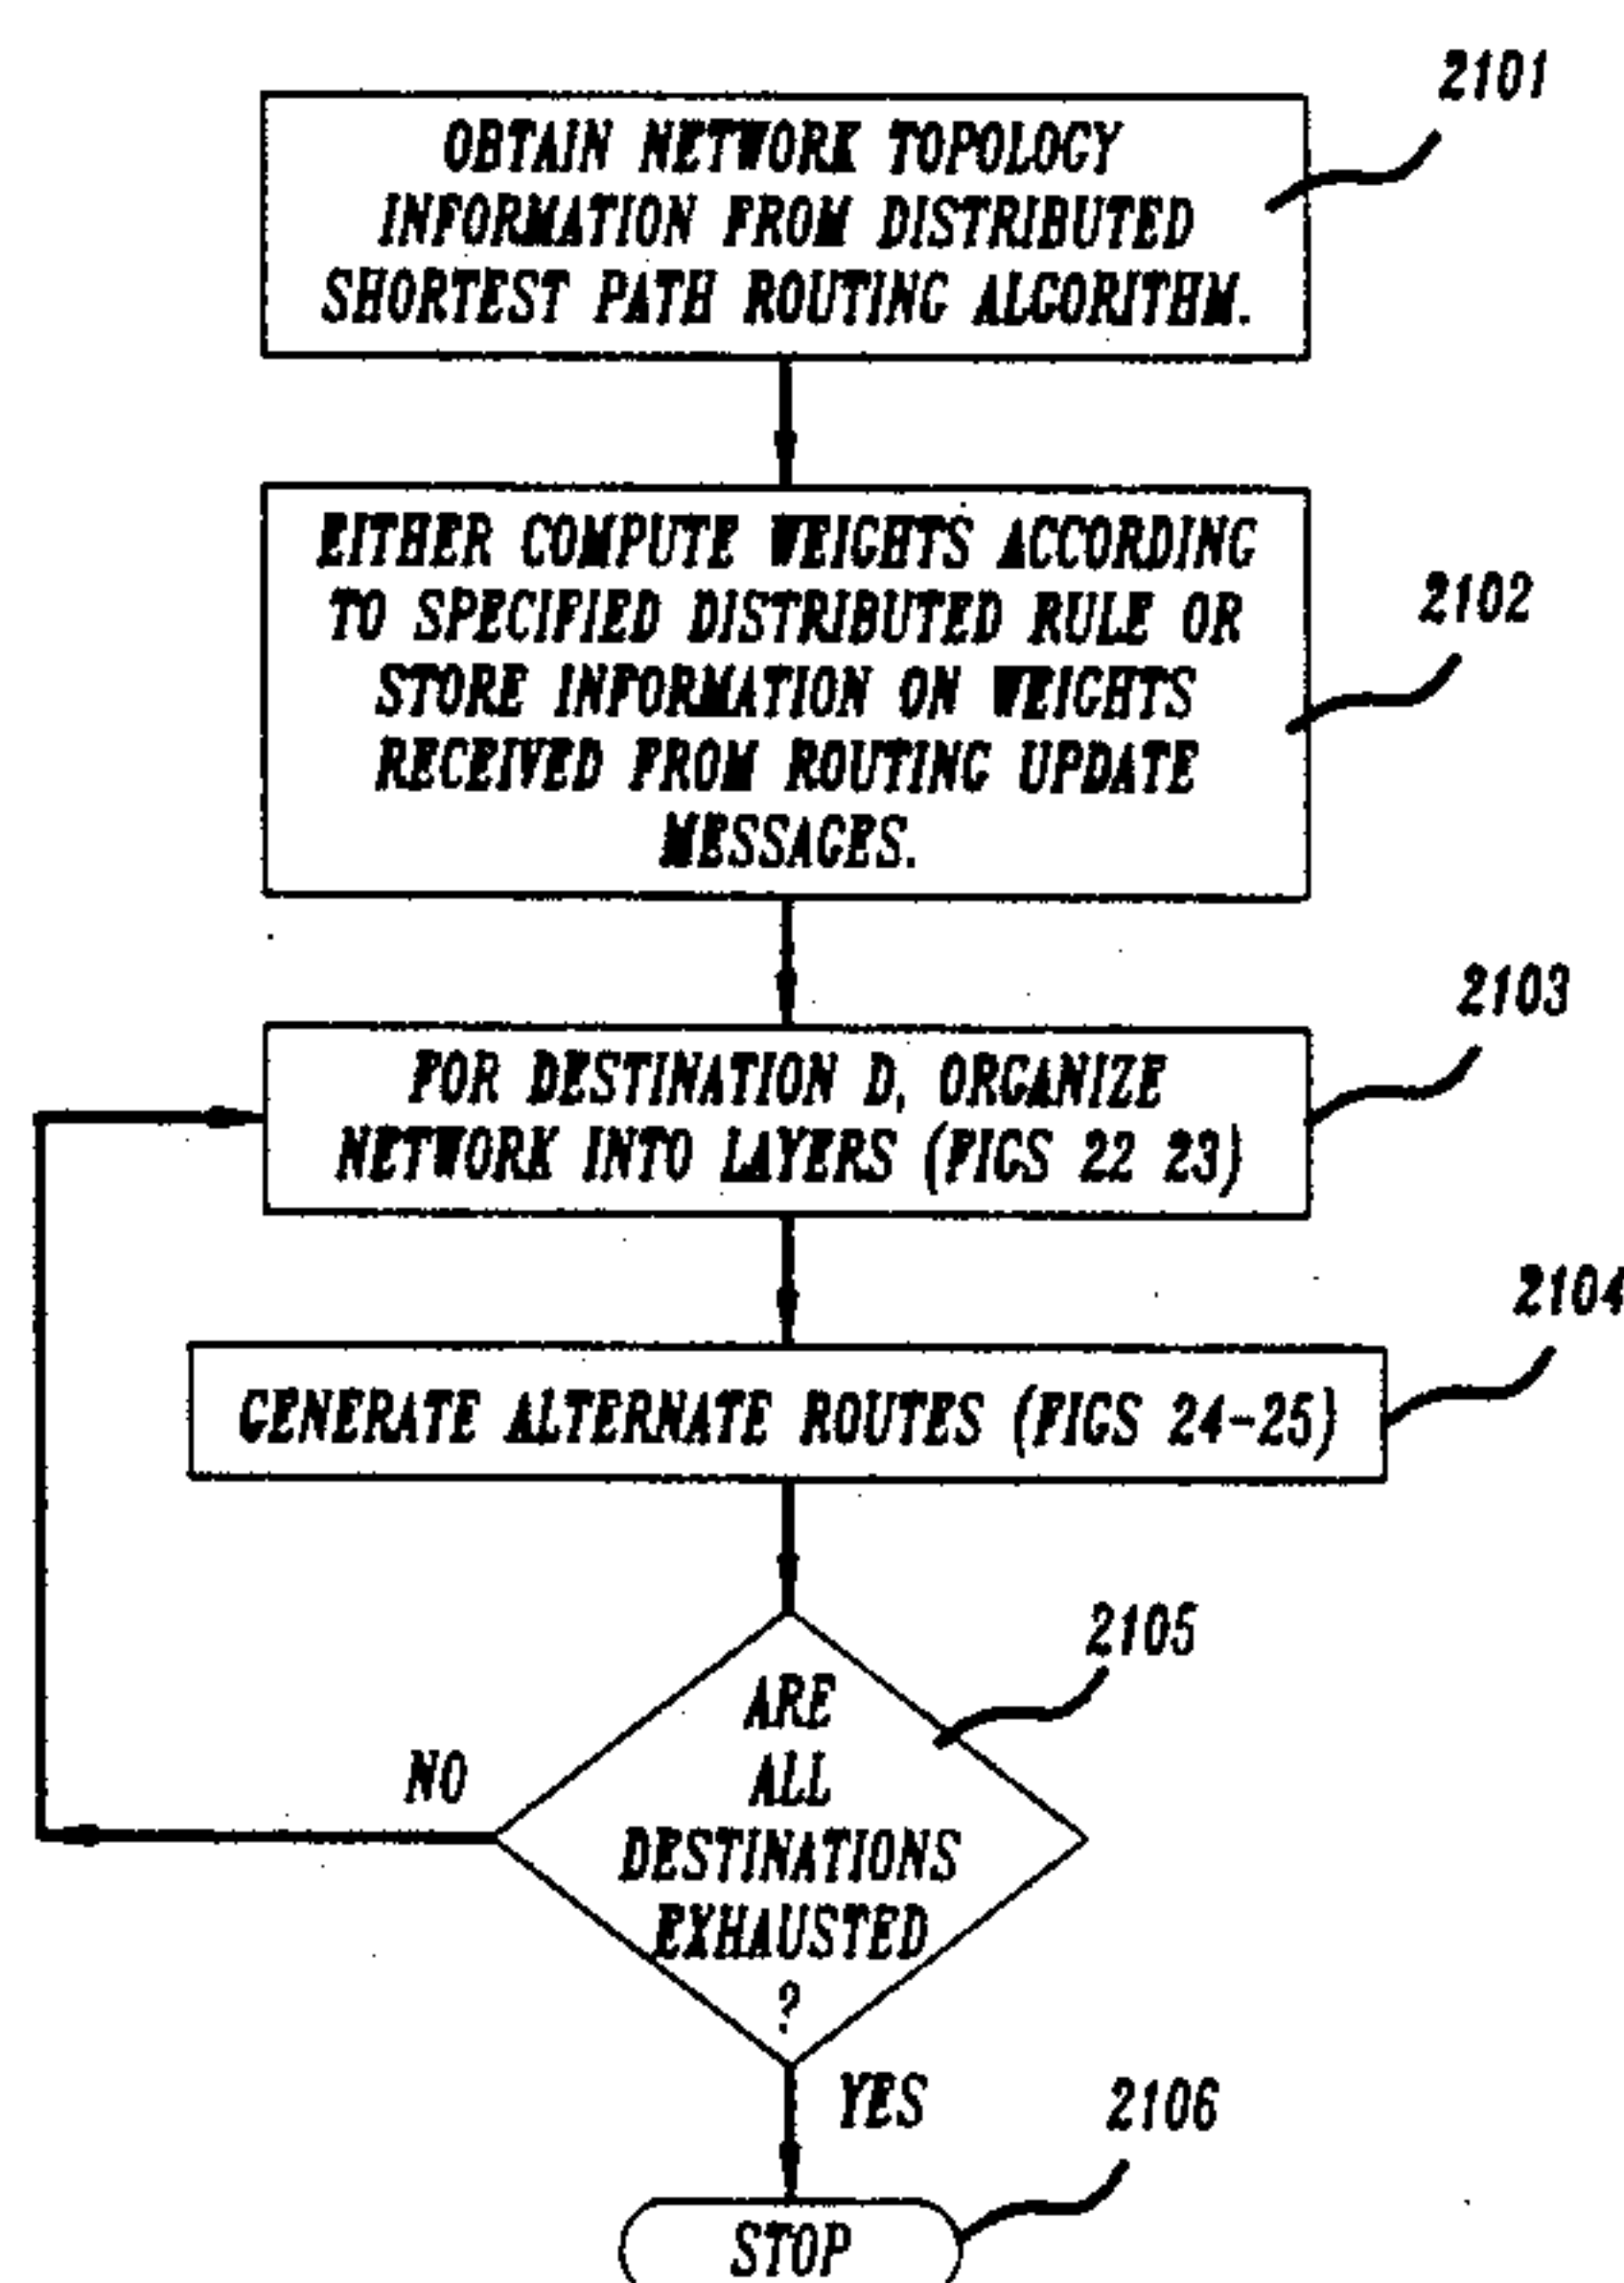 2101
OBTAIN NETWORK TOPOLOGY
INFORMATION FROM DISTRIBUTED
SHORTEST PATH ROUTING ALGORITHM.
EITHER COMPUTE WEIGHTS ACCORDING
TO SPECIFIED DISTRIBUTED RULE OR
STORE INFORMATION ON WEIGHTS
RECEIVED FROM ROUTING UPDATE
MESSAGES.
2102
2103
FOR DESTINATION D, ORGANIZE
NETWORK INTO LAYERS (FIGS 22 23)
2104
GENERATE ALTERNATE ROUTES (FIGS 24-25)
2105
ARE
ALL
DESTINATIONS
EXHAUSTED
?
NO
YES
2106
STOP